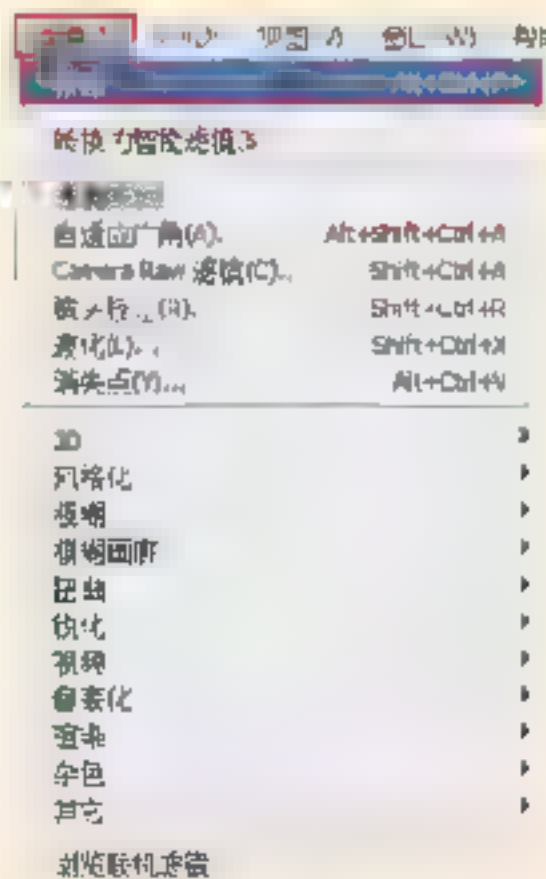 视图
转换为智能滤镜(S)
自适应广角(A)... Alt+Shift+Ctrl+A
Camera Raw 滤镜(C)... Shift+Ctrl+A
镜头校正(R)... Shift+Ctrl+R
液化(L)... Shift+Ctrl+X
消失点(V)... Alt+Ctrl+V
3D
风格化
模糊
模糊画廊
扭曲
锐化
视频
像素化
渲染
杂色
其它
浏览联机滤镜